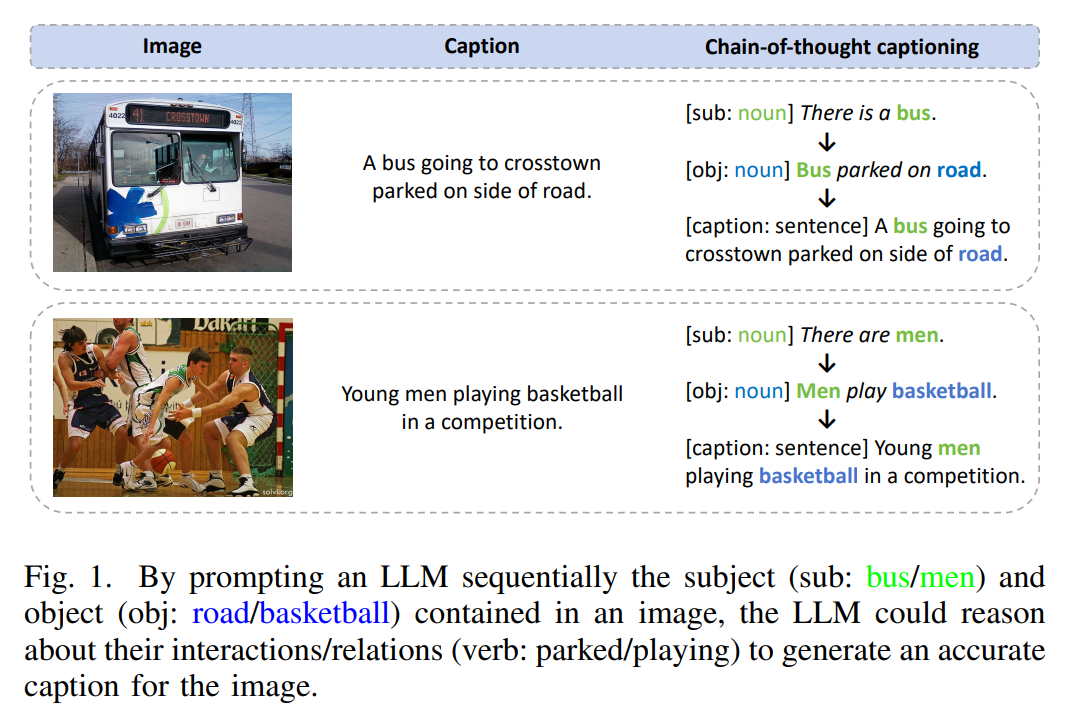 Image
Caption
Chain-of-thought captioning
4022
41 CROSSTOWN
4022
A bus going to crosstown
parked on side of road.
[sub: noun] There is a bus.
↓
[obj: noun] Bus parked on road.
↓
[caption: sentence] A bus going to
crosstown parked on side of road.
solvi.org
Young men playing basketball
in a competition.
[sub: noun] There are men.
↓
[obj: noun] Men play basketball.
↓
[caption: sentence] Young men
playing basketball in a competition.
Fig. 1. By prompting an LLM sequentially the subject (sub: bus/men) and
object (obj: road/basketball) contained in an image, the LLM could reason
about their interactions/relations (verb: parked/playing) to generate an accurate
caption for the image.